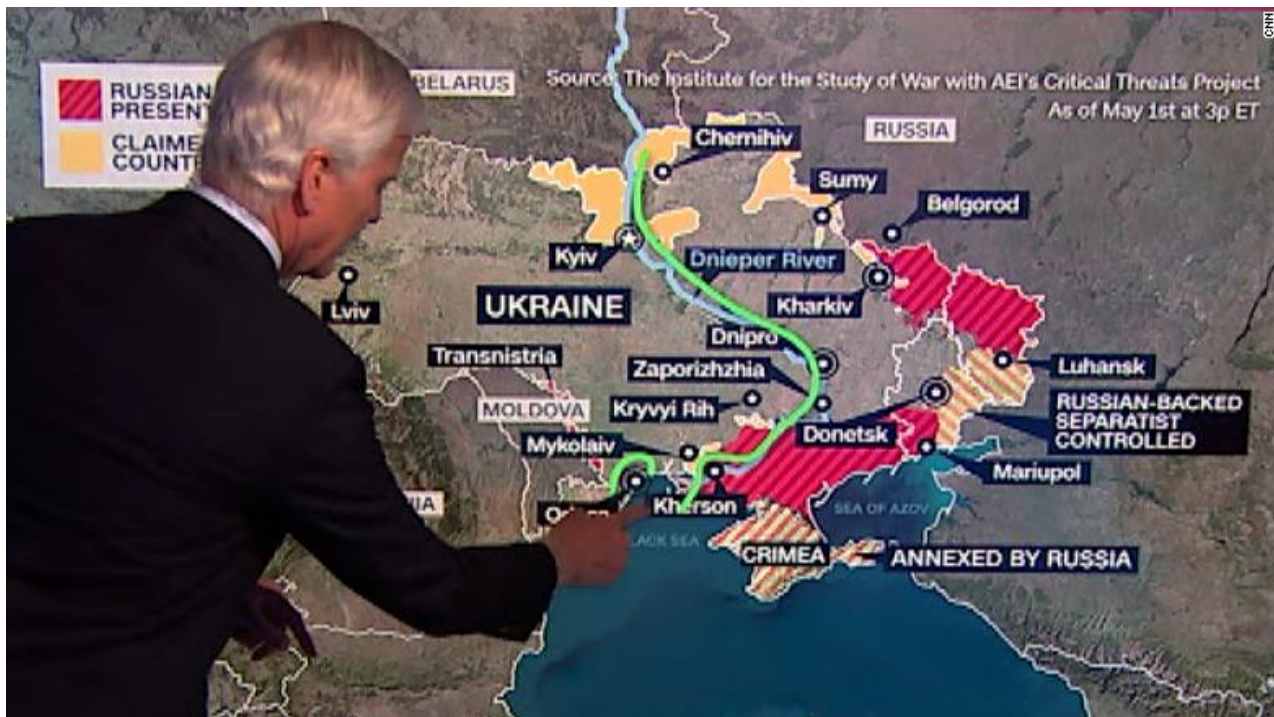 CNN
BELARUS
Source: The Institute for the Study of War with AEI's Critical Threats Project
As of May 1st at 3p ET
RUSSIAN
PRESEN
CLAIME
COUNT
RUSSIA
Chernihiv
Sumy
Belgorod
Kyiv
Dnieper River
Lviv
UKRAINE
Kharkiv
Dnipro
Transnistria
Zaporizhzhia
Luhansk
MOLDOVA
Kryvyi Rih
RUSSIAN-BACKED
SEPARATIST
CONTROLLED
Donetsk
Mykolaiv
Mariupol
IA
Kherson
SEA OF AZOV
LACK SEA
CRIMEA
ANNEXED BY RUSSIA